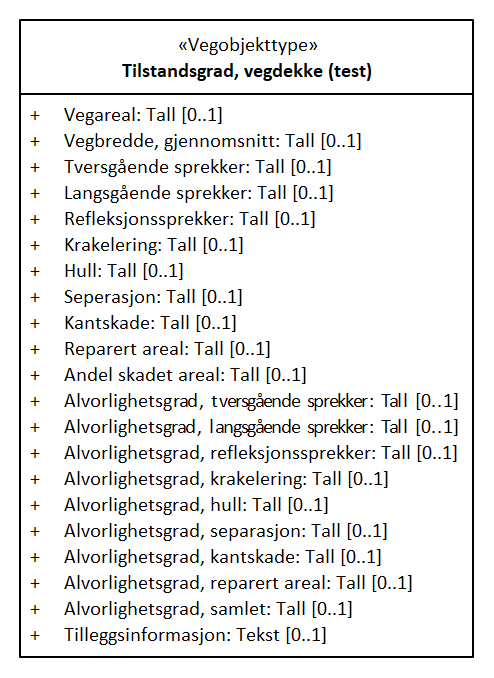 «Vegobjekttype»
Tilstandsgrad, vegdekke (test)
+ Vegareal: Tall [0..1]
+ Vegbredde, gjennomsnitt: Tall [0..1]
+ Tversgående sprekker: Tall [0..1]
+ Langsgående sprekker: Tall [0..1]
+ Refleksjonssprekker: Tall [0..1]
+ Krakelering: Tall [0..1]
+ Hull: Tall [0..1]
+ Seperasjon: Tall [0..1]
+ Kantskade: Tall [0..1]
+ Reparert areal: Tall [0..1]
+ Andel skadet areal: Tall [0..1]
+ Alvorlighetsgrad, tversgående sprekker: Tall [0..1]
+ Alvorlighetsgrad, langsgående sprekker: Tall [0..1]
+ Alvorlighetsgrad, refleksjonssprekker: Tall [0..1]
+ Alvorlighetsgrad, krakelering: Tall [0..1]
+ Alvorlighetsgrad, hull: Tall [0..1]
+ Alvorlighetsgrad, separasjon: Tall [0..1]
+ Alvorlighetsgrad, kantskade: Tall [0..1]
+ Alvorlighetsgrad, reparert areal: Tall [0..1]
+ Alvorlighetsgrad, samlet: Tall [0..1]
+ Tilleggsinformasjon: Tekst [0..1]